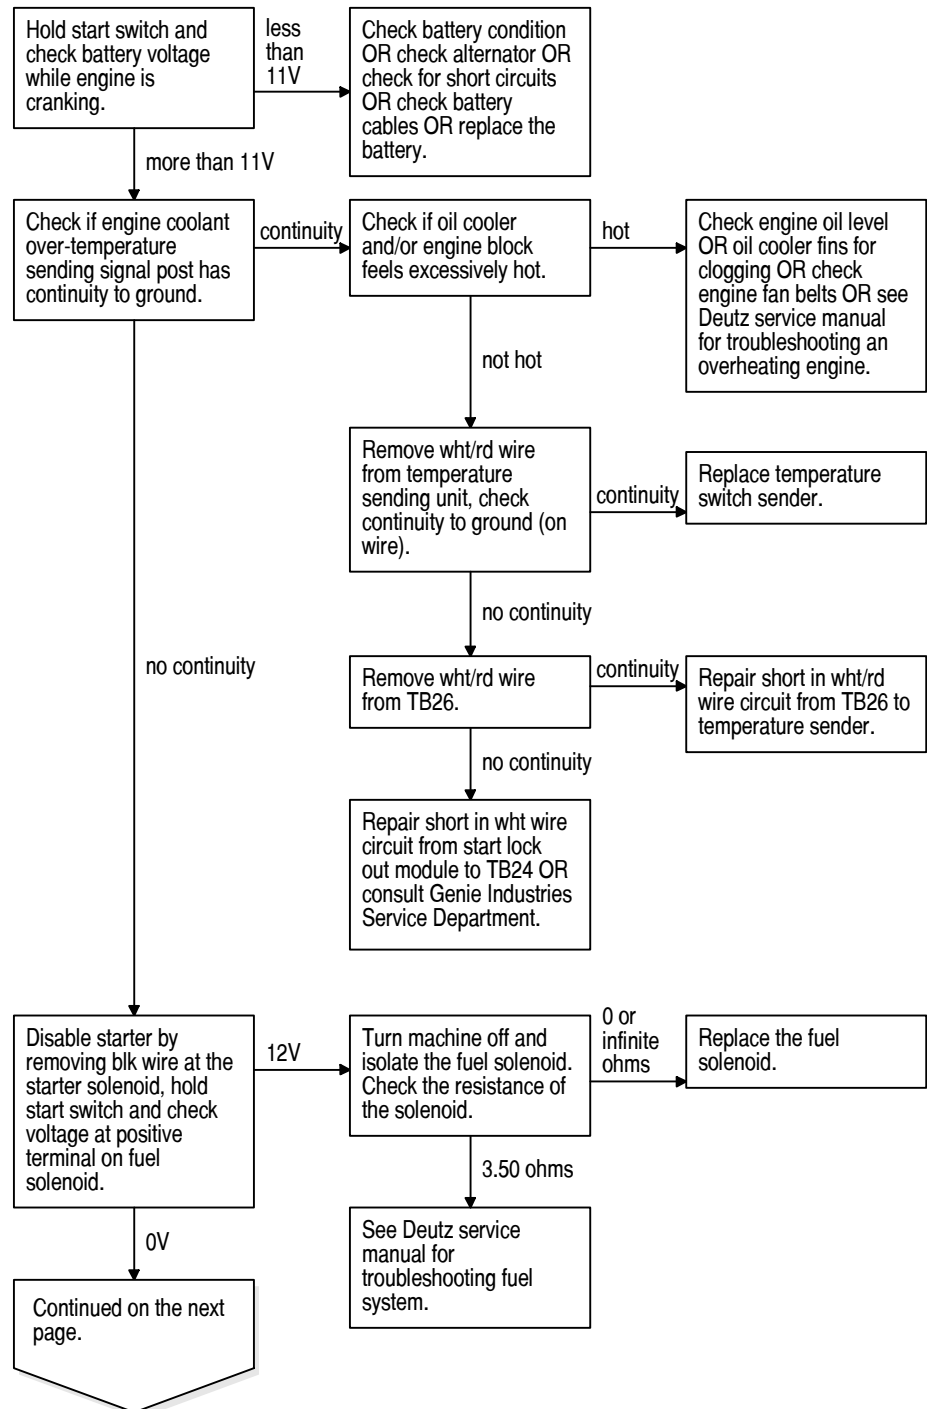 Hold start switch and
check battery voltage
while engine is
cranking.
less
than
11V
Check battery condition
OR check alternator OR
check for short circuits
OR check battery
cables OR replace the
battery.
more than 11V
Check if engine coolant
over-temperature
sending signal post has
continuity to ground.
continuity
Check if oil cooler
and/or engine block
feels excessively hot.
hot
Check engine oil level
OR oil cooler fins for
clogging OR check
engine fan belts OR see
Deutz service manual
for troubleshooting an
overheating engine.
not hot
Remove wht/rd wire
from temperature
sending unit, check
continuity to ground (on
wire).
continuity
Replace temperature
switch sender.
no continuity
no continuity
Remove wht/rd wire
from TB26.
continuity
Repair short in wht/rd
wire circuit from TB26 to
temperature sender.
no continuity
Repair short in wht wire
circuit from start lock
out module to TB24 OR
consult Genie Industries
Service Department.
Disable starter by
removing blk wire at the
starter solenoid, hold
start switch and check
voltage at positive
terminal on fuel
solenoid.
12V
Turn machine off and
isolate the fuel solenoid.
Check the resistance of
the solenoid.
0 or
infinite
ohms
Replace the fuel
solenoid.
3.50 ohms
See Deutz service
manual for
troubleshooting fuel
system.
0V
Continued on the next
page.